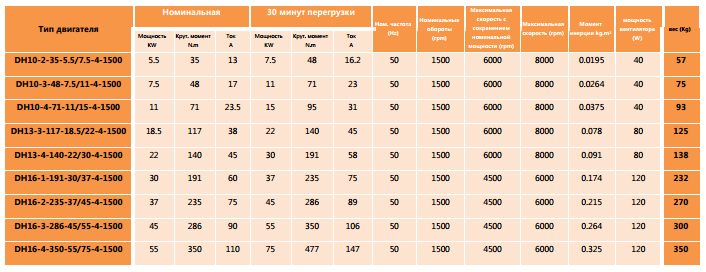 Тип двигателя Номинальная 30 минут перегрузки Ном. частота (Hz) Номинальные обороты (rpm) Максимальная скорость с сохранением номинальной мощности (rpm) Максимальная скорость (rpm) Момент инерции kg.m² мощность вентилятора (W) вес (Kg)
Мощность KW Крут. момент N.m Ток A Мощность KW Крут. момент N.m Ток A
DH10-2-35-5.5/7.5-4-1500 5.5 35 13 7.5 48 16.2 50 1500 6000 8000 0.0195 40 57
DH10-3-48-7.5/11-4-1500 7.5 48 17 11 71 23 50 1500 6000 8000 0.0264 40 75
DH10-4-71-11/15-4-1500 11 71 23.5 15 95 31 50 1500 6000 8000 0.0375 40 93
DH13-3-117-18.5/22-4-1500 18.5 117 38 22 140 45 50 1500 6000 8000 0.078 80 125
DH13-4-140-22/30-4-1500 22 140 45 30 191 58 50 1500 6000 8000 0.091 80 138
DH16-1-191-30/37-4-1500 30 191 60 37 235 75 50 1500 4500 6000 0.174 120 232
DH16-2-235-37/45-4-1500 37 235 75 45 286 89 50 1500 4500 6000 0.215 120 270
DH16-3-286-45/55-4-1500 45 286 90 55 350 106 50 1500 4500 6000 0.264 120 300
DH16-4-350-55/75-4-1500 55 350 110 75 477 147 50 1500 4500 6000 0.325 120 350